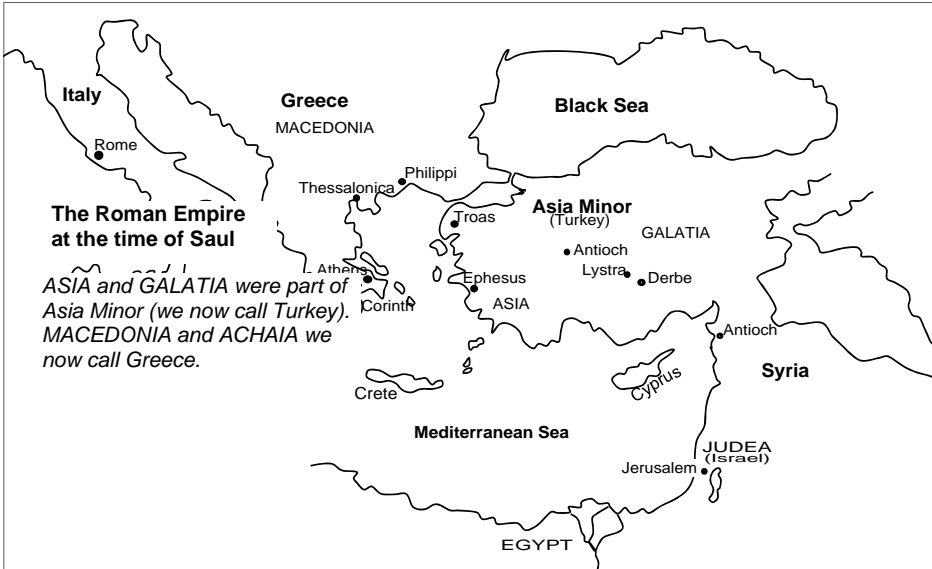 Italy
Greece
MACEDONIA
Black Sea
Rome
Philippi
Thessalonica
The Roman Empire
at the time of Saul
Troas
Asia Minor
(Turkey)
GALATIA
Antioch
Lystra
Derbe
Athens
Ephesus
ASIA
Corinth
ASIA and GALATIA were part of
Asia Minor (we now call Turkey).
MACEDONIA and ACHAIA we
now call Greece.
Antioch
Syria
Crete
Cyprus
Mediterranean Sea
JUDEA
(Israel)
Jerusalem
EGYPT